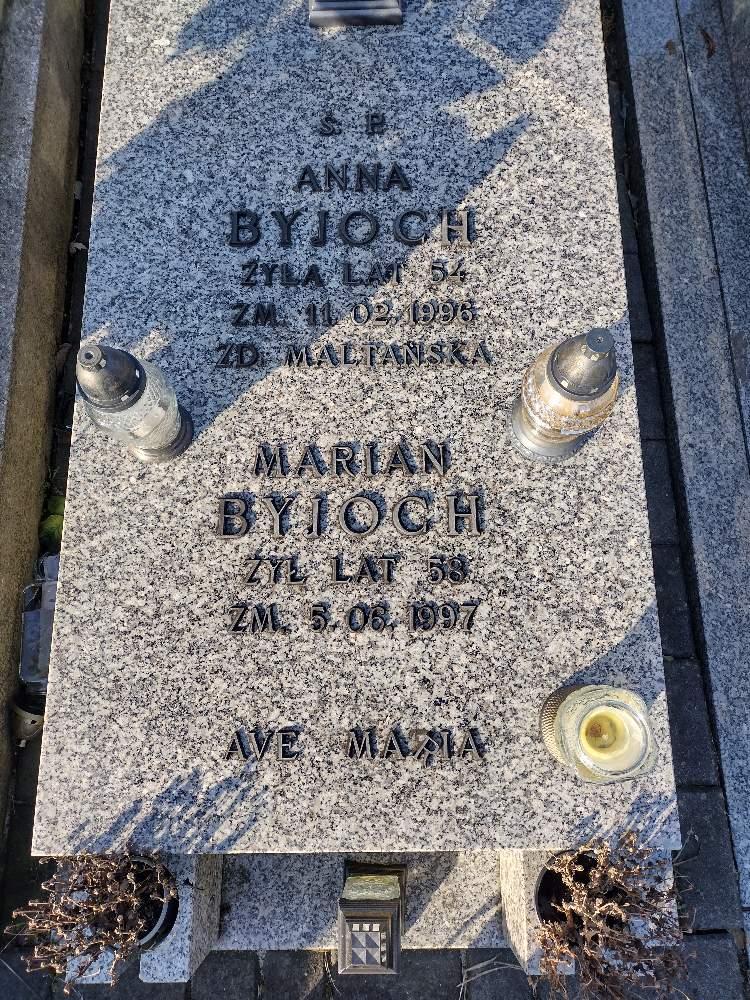 Ś. P.
ANNA
BYJOCH
ŻYŁA LAT 54
ZM. 11.02.1996
ZD. MALTAŃSKA
MARIAN
BYJOCH
ŻYŁ LAT 58
ZM. 5.06.1997
AVE MARIA